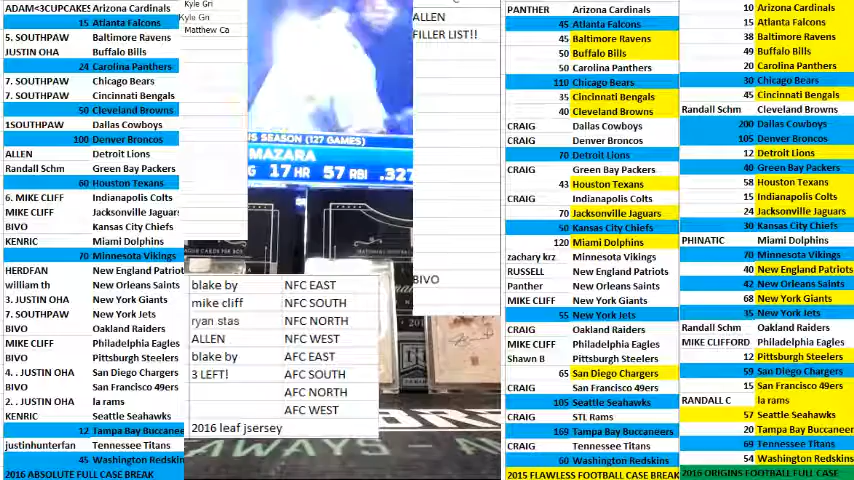 ADAM<3CUPCAKES Arizona Cardinals
15 Atlanta Falcons
5. SOUTHPAW Baltimore Ravens
JUSTIN OHA Buffalo Bills
24 Carolina Panthers
7. SOUTHPAW Chicago Bears
7. SOUTHPAW Cincinnati Bengals
50 Cleveland Browns
1SOUTHPAW Dallas Cowboys
100 Denver Broncos
ALLEN Detroit Lions
Randall Schm Green Bay Packers
60 Houston Texans
6. MIKE CLIFF Indianapolis Colts
MIKE CLIFF Jacksonville Jaguars
BIVO Kansas City Chiefs
KENRIC Miami Dolphins
70 Minnesota Vikings
HERDFAN New England Patriot
william th New Orleans Saints
3. JUSTIN OHA New York Giants
7. SOUTHPAW New York Jets
BIVO Oakland Raiders
MIKE CLIFF Philadelphia Eagles
BIVO Pittsburgh Steelers
4. . JUSTIN OHA San Diego Chargers
BIVO San Francisco 49ers
2. . JUSTIN OHA la rams
KENRIC Seattle Seahawks
12 Tampa Bay Buccanee
justinhunterfan Tennessee Titans
45 Washington Redskin
2016 ABSOLUTE FULL CASE BREAK
Kyle Gri
Kyle Gri
Matthew Ca
S SEASON (127 GAMES)
MAZARA
G 17 HR 57 RBI .327
blake by NFC EAST
mike cliff NFC SOUTH
ryan stas NFC NORTH
ALLEN NFC WEST
blake by AFC EAST
3 LEFT! AFC SOUTH
AFC NORTH
AFC WEST
2016 leaf jsersey
AWAYS - A
ALLEN
FILLER LIST!!
BIVO
PANTHER Arizona Cardinals
45 Atlanta Falcons
45 Baltimore Ravens
50 Buffalo Bills
50 Carolina Panthers
110 Chicago Bears
35 Cincinnati Bengals
40 Cleveland Browns
CRAIG Dallas Cowboys
CRAIG Denver Broncos
70 Detroit Lions
CRAIG Green Bay Packers
43 Houston Texans
CRAIG Indianapolis Colts
70 Jacksonville Jaguars
50 Kansas City Chiefs
120 Miami Dolphins
zachary krz Minnesota Vikings
RUSSELL New England Patriots
Panther New Orleans Saints
MIKE CLIFF New York Giants
55 New York Jets
CRAIG Oakland Raiders
MIKE CLIFF Philadelphia Eagles
Shawn B Pittsburgh Steelers
65 San Diego Chargers
CRAIG San Francisco 49ers
105 Seattle Seahawks
CRAIG STL Rams
169 Tampa Bay Buccaneers
CRAIG Tennessee Titans
60 Washington Redskins
2015 FLAWLESS FOOTBALL CASE BREAK
10 Arizona Cardinals
15 Atlanta Falcons
38 Baltimore Ravens
49 Buffalo Bills
20 Carolina Panthers
30 Chicago Bears
45 Cincinnati Bengals
Randall Schm Cleveland Browns
200 Dallas Cowboys
105 Denver Broncos
12 Detroit Lions
40 Green Bay Packers
58 Houston Texans
15 Indianapolis Colts
24 Jacksonville Jaguars
30 Kansas City Chiefs
PHINATIC Miami Dolphins
70 Minnesota Vikings
40 New England Patriots
42 New Orleans Saints
68 New York Giants
35 New York Jets
Randall Schm Oakland Raiders
MIKE CLIFFORD Philadelphia Eagles
12 Pittsburgh Steelers
59 San Diego Chargers
15 San Francisco 49ers
RANDALL C la rams
57 Seattle Seahawks
20 Tampa Bay Buccaneers
69 Tennessee Titans
54 Washington Redskins
2016 ORIGINS FOOTBALL FULL CASE